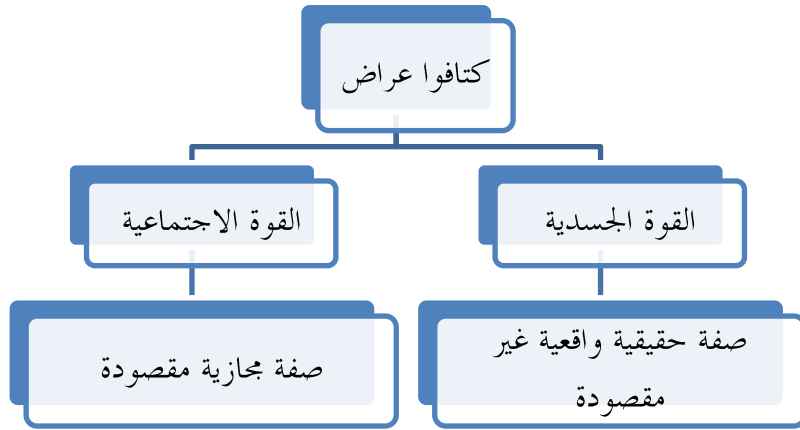 كتافوا عراض
القوة الجسدية
القوة الاجتماعية
صفة حقيقية واقعية غير
مقصودة
صفة مجازية مقصودة